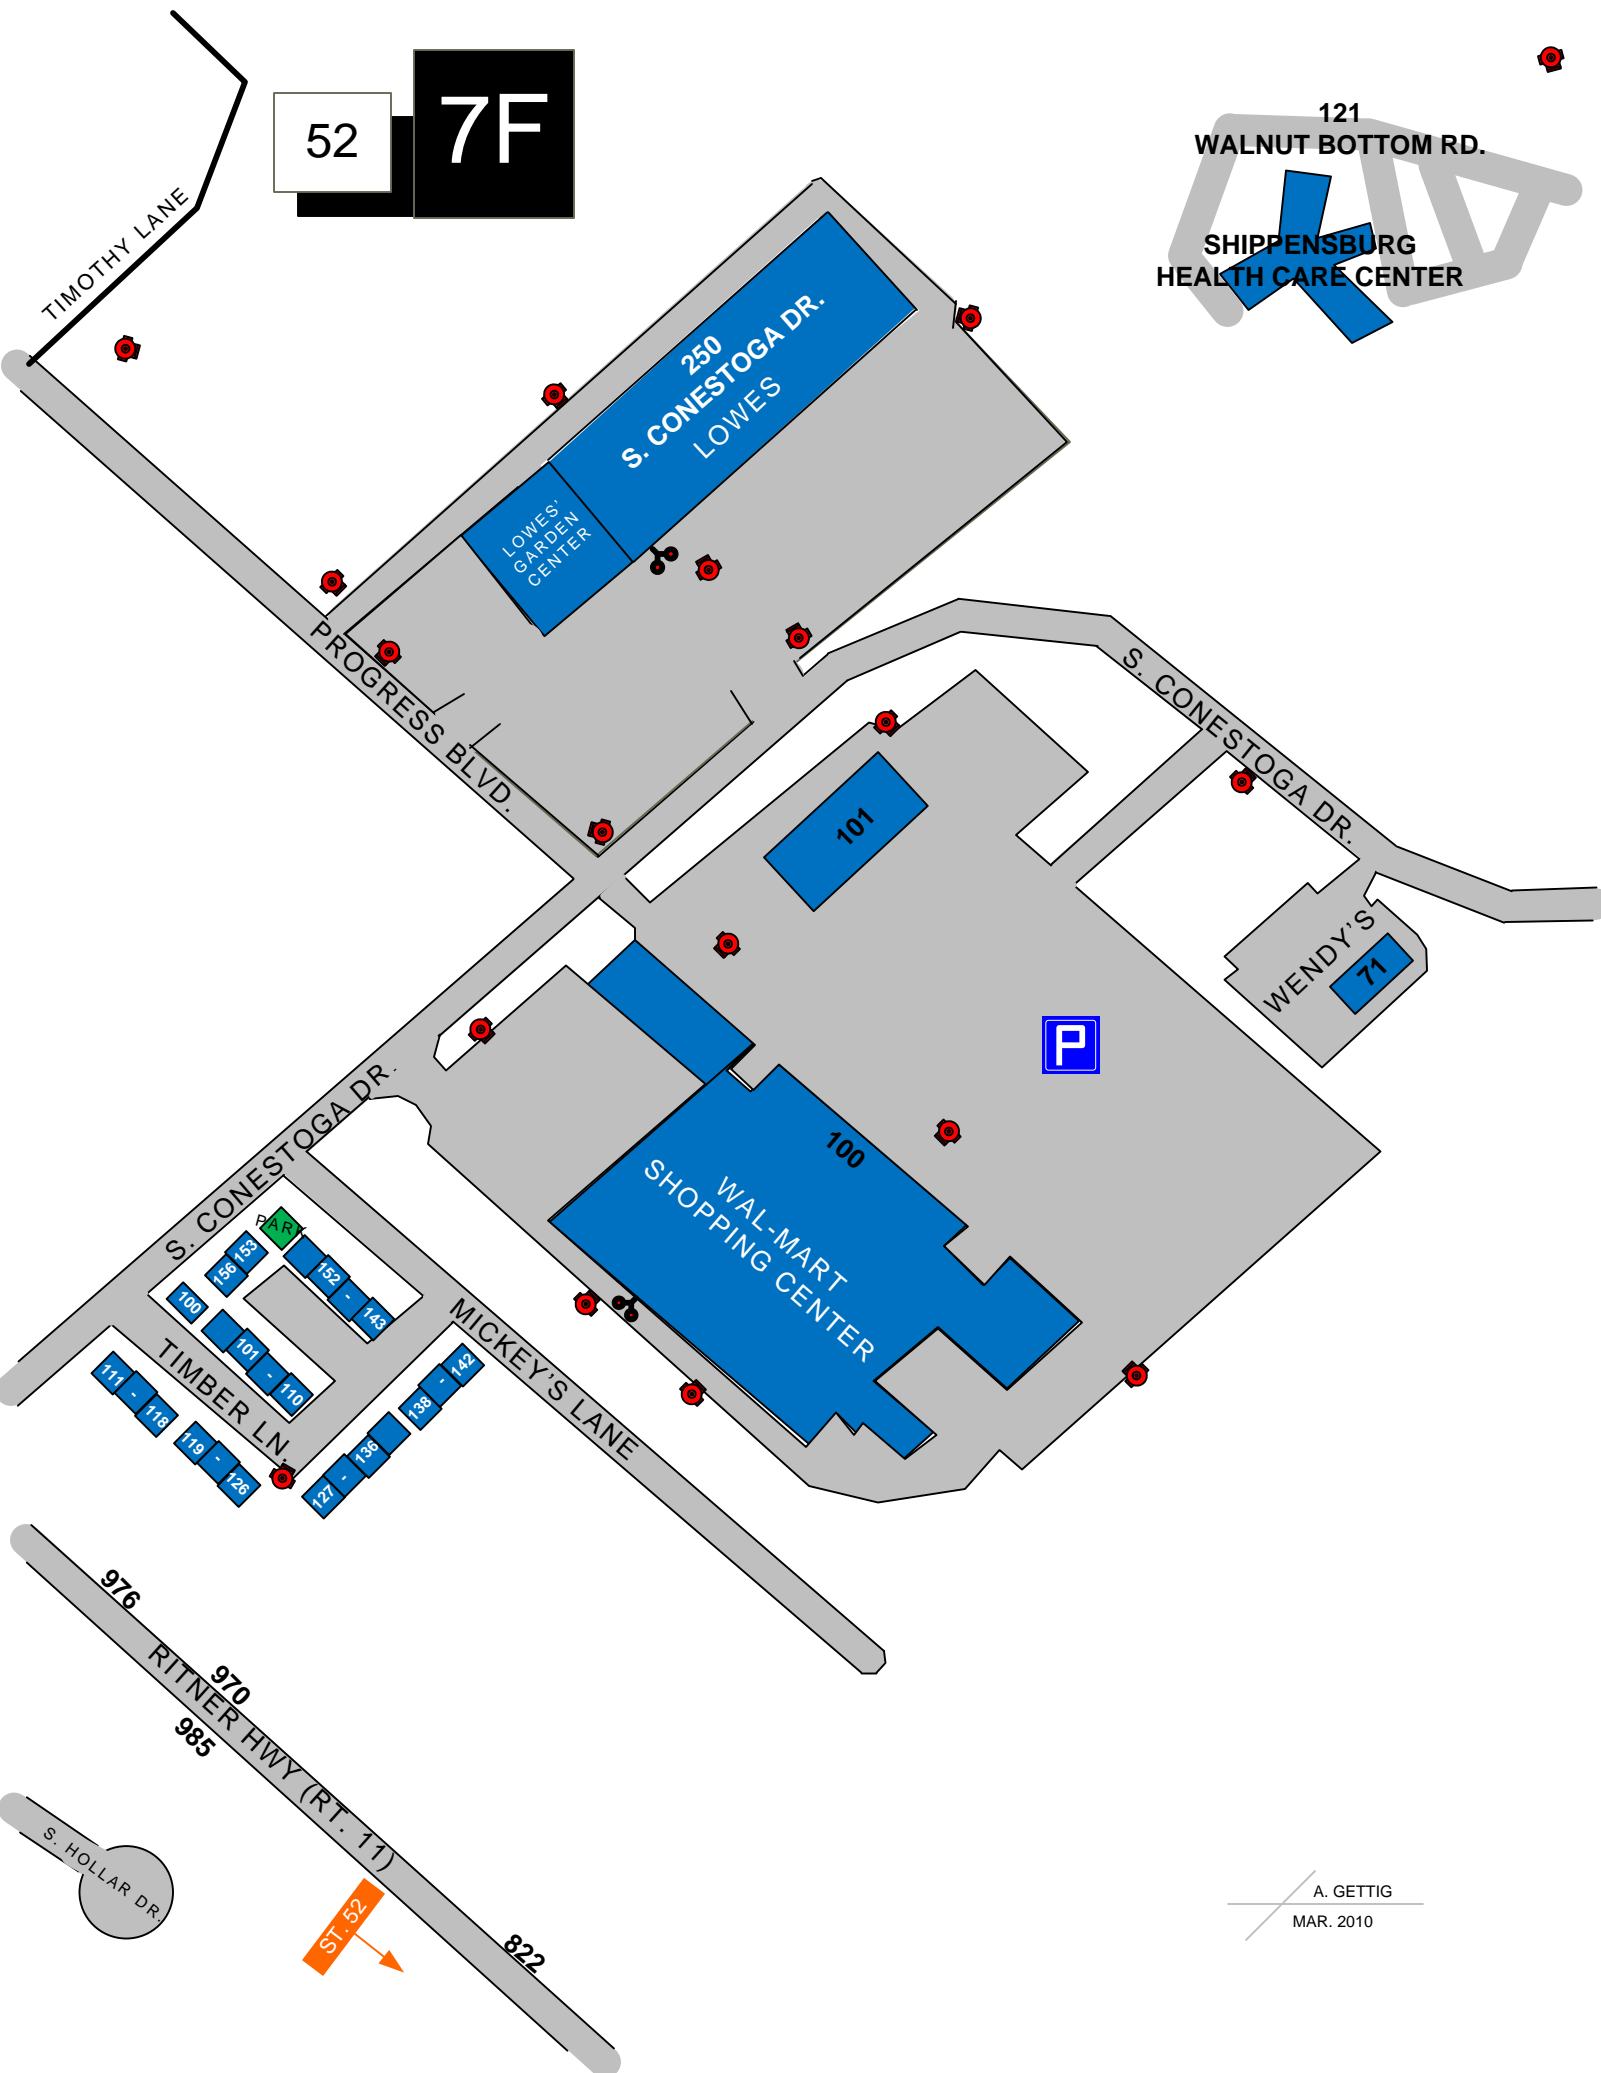 52
7F
TIMOTHY LANE
121
WALNUT BOTTOM RD.
SHIPPENSBURG
HEALTH CARE CENTER
250
S. CONESTOGA DR.
LOWES
LOWES'
GARDEN
CENTER
PROGRESS BLVD.
S. CONESTOGA DR.
101
WENDY'S
71
P
S. CONESTOGA DR.
100
WAL-MART
SHOPPING CENTER
PARK
153
156
152
-
143
100
101
-
110
TIMBER LN.
111
-
118
119
-
126
142
-
138
136
-
127
MICKEY'S LANE
976
970
985
RITNER HWY (RT. 11)
822
S. HOLLAR DR.
ST. 52
A. GETTIG
MAR. 2010